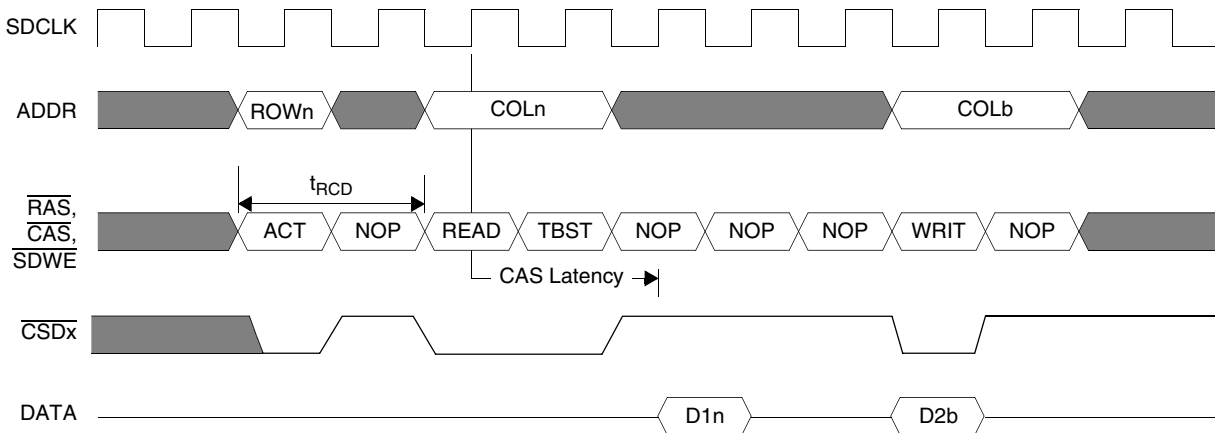 SDCLK
ADDR ROWn COLn COLb
tRCD
RAS,
CAS,
SDWE
ACT NOP READ TBST NOP NOP NOP WRIT NOP
CAS Latency
CSDx
DATA D1n D2b